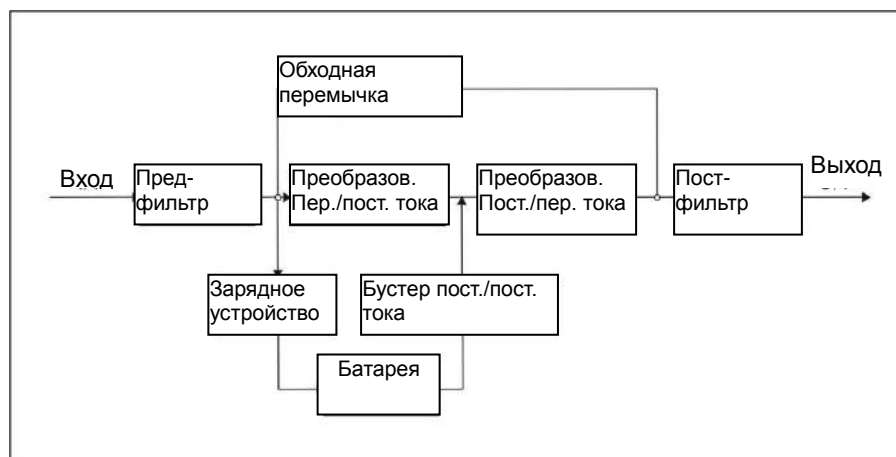 Обходная
перемычка
Вход
Пред-
фильтр
Преобразов.
Пер./пост. тока
Преобразов.
Пост./пер. тока
Пост-
фильтр
Выход
Зарядное
устройство
Бустер пост./пост.
тока
Батарея